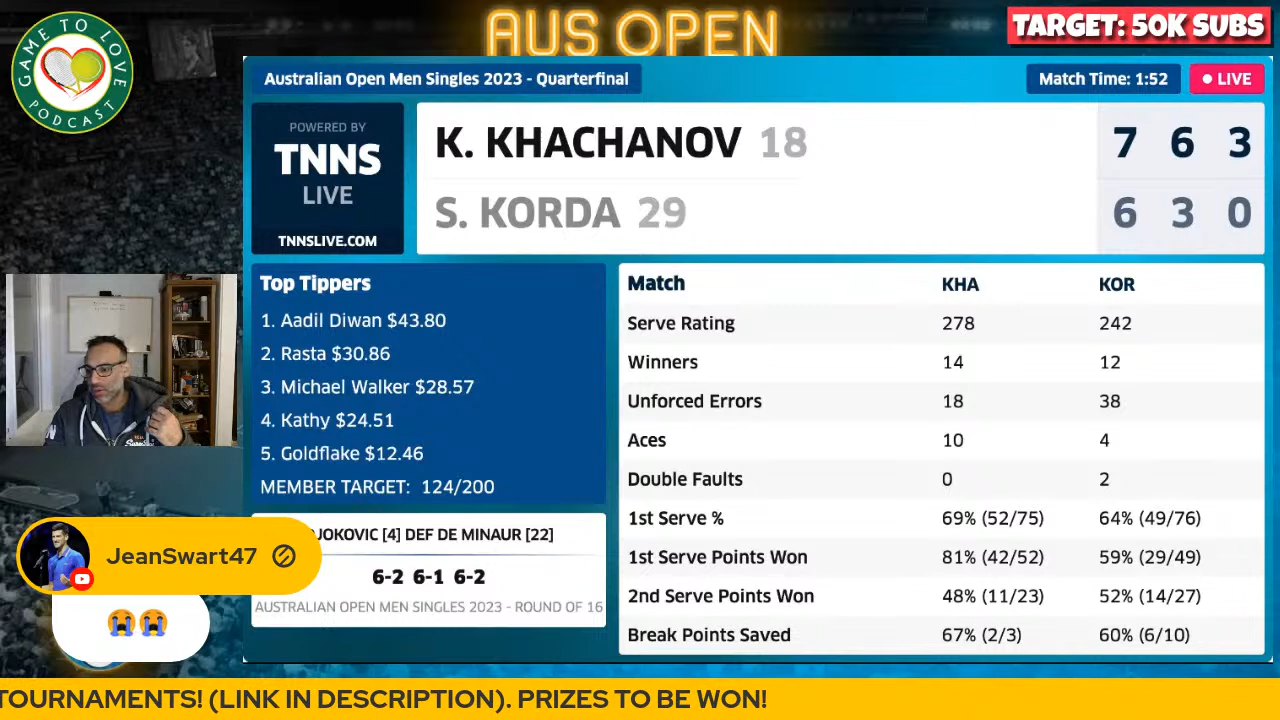 AUS OPEN
TARGET: 50K SUBS
GAME TO LOVE
PODCAST
Australian Open Men Singles 2023 - Quarterfinal
Match Time: 1:52
LIVE
POWERED BY
TNNS
LIVE
TNNSLIVE.COM
K. KHACHANOV 18 7 6 3
S. KORDA 29 6 3 0
Top Tippers
1. Aadil Diwan $43.80
2. Rasta $30.86
3. Michael Walker $28.57
4. Kathy $24.51
5. Goldflake $12.46
MEMBER TARGET: 124/200
JOKOVIC [4] DEF DE MINAUR [22]
6-2 6-1 6-2
AUSTRALIAN OPEN MEN SINGLES 2023 - ROUND OF 16
Match KHA KOR
Serve Rating 278 242
Winners 14 12
Unforced Errors 18 38
Aces 10 4
Double Faults 0 2
1st Serve % 69% (52/75) 64% (49/76)
1st Serve Points Won 81% (42/52) 59% (29/49)
2nd Serve Points Won 48% (11/23) 52% (14/27)
Break Points Saved 67% (2/3) 60% (6/10)
JeanSwart47
😭😭
TOURNAMENTS! (LINK IN DESCRIPTION). PRIZES TO BE WON!